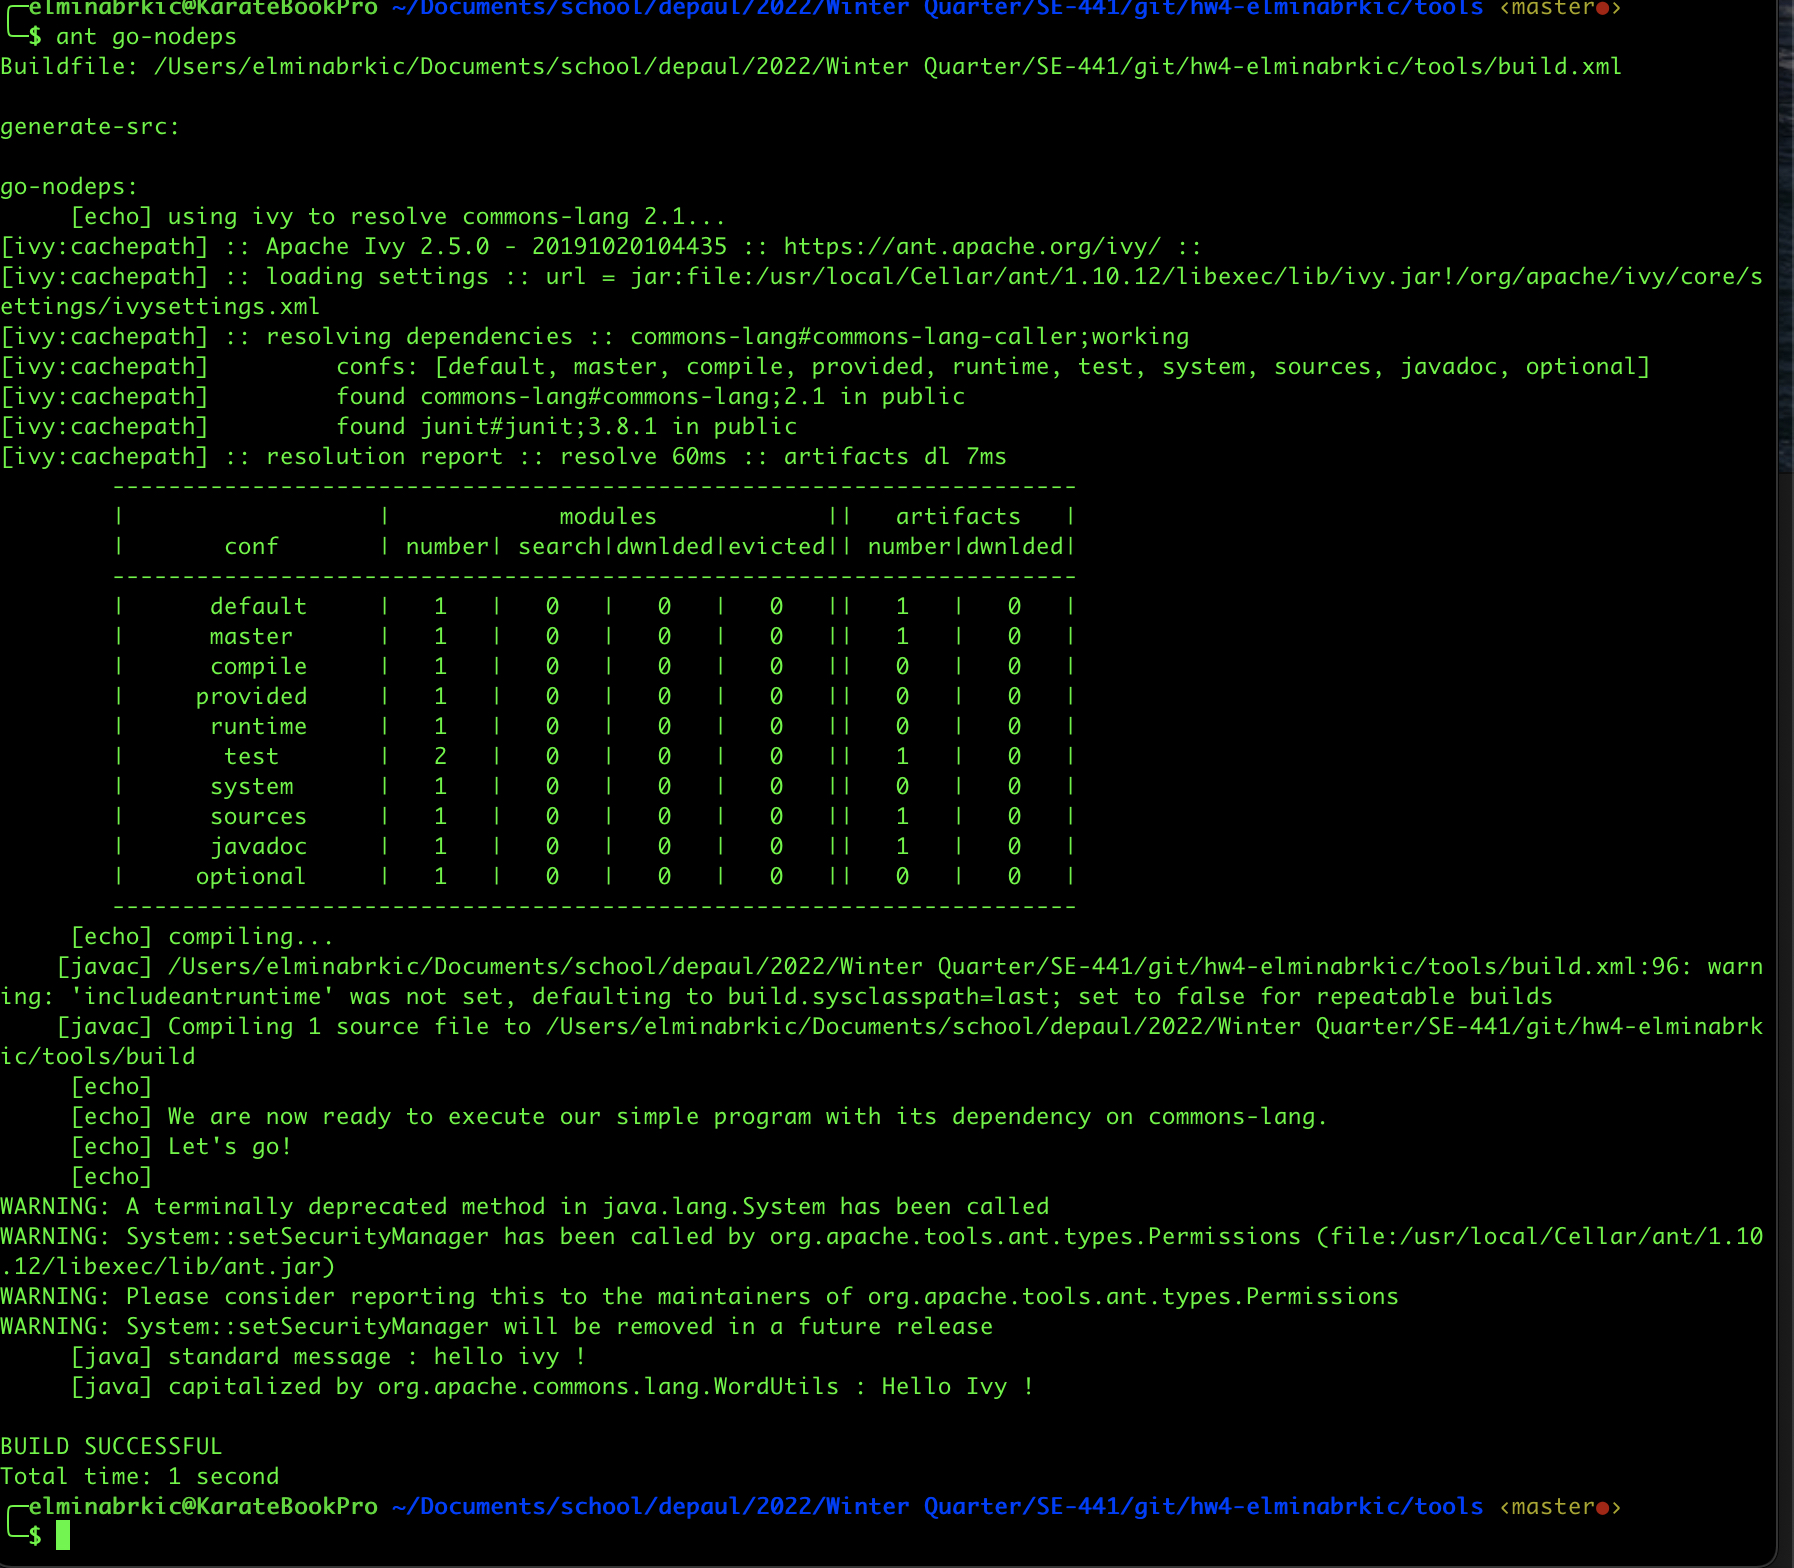 ╭─elminabrkic@KarateBookPro ~/Documents/school/depaul/2022/Winter Quarter/SE-441/git/hw4-elminabrkic/tools ‹master●›
╰─$ ant go-nodeps
Buildfile: /Users/elminabrkic/Documents/school/depaul/2022/Winter Quarter/SE-441/git/hw4-elminabrkic/tools/build.xml

generate-src:

go-nodeps:
     [echo] using ivy to resolve commons-lang 2.1...
[ivy:cachepath] :: Apache Ivy 2.5.0 - 20191020104435 :: https://ant.apache.org/ivy/ ::
[ivy:cachepath] :: loading settings :: url = jar:file:/usr/local/Cellar/ant/1.10.12/libexec/lib/ivy.jar!/org/apache/ivy/core/s
ettings/ivysettings.xml
[ivy:cachepath] :: resolving dependencies :: commons-lang#commons-lang-caller;working
[ivy:cachepath]         confs: [default, master, compile, provided, runtime, test, system, sources, javadoc, optional]
[ivy:cachepath]         found commons-lang#commons-lang;2.1 in public
[ivy:cachepath]         found junit#junit;3.8.1 in public
[ivy:cachepath] :: resolution report :: resolve 60ms :: artifacts dl 7ms
        ---------------------------------------------------------------------
        |                  |            modules            ||   artifacts   |
        |       conf       | number| search|dwnlded|evicted|| number|dwnlded|
        ---------------------------------------------------------------------
        |      default     |   1   |   0   |   0   |   0   ||   1   |   0   |
        |      master      |   1   |   0   |   0   |   0   ||   1   |   0   |
        |      compile     |   1   |   0   |   0   |   0   ||   0   |   0   |
        |     provided     |   1   |   0   |   0   |   0   ||   0   |   0   |
        |      runtime     |   1   |   0   |   0   |   0   ||   0   |   0   |
        |       test       |   2   |   0   |   0   |   0   ||   1   |   0   |
        |      system      |   1   |   0   |   0   |   0   ||   0   |   0   |
        |      sources     |   1   |   0   |   0   |   0   ||   1   |   0   |
        |      javadoc     |   1   |   0   |   0   |   0   ||   1   |   0   |
        |     optional     |   1   |   0   |   0   |   0   ||   0   |   0   |
        ---------------------------------------------------------------------
     [echo] compiling...
    [javac] /Users/elminabrkic/Documents/school/depaul/2022/Winter Quarter/SE-441/git/hw4-elminabrkic/tools/build.xml:96: warn
ing: 'includeantruntime' was not set, defaulting to build.sysclasspath=last; set to false for repeatable builds
    [javac] Compiling 1 source file to /Users/elminabrkic/Documents/school/depaul/2022/Winter Quarter/SE-441/git/hw4-elminabrk
ic/tools/build
     [echo]
     [echo] We are now ready to execute our simple program with its dependency on commons-lang.
     [echo] Let's go!
     [echo]
WARNING: A terminally deprecated method in java.lang.System has been called
WARNING: System::setSecurityManager has been called by org.apache.tools.ant.types.Permissions (file:/usr/local/Cellar/ant/1.10
.12/libexec/lib/ant.jar)
WARNING: Please consider reporting this to the maintainers of org.apache.tools.ant.types.Permissions
WARNING: System::setSecurityManager will be removed in a future release
     [java] standard message : hello ivy !
     [java] capitalized by org.apache.commons.lang.WordUtils : Hello Ivy !

BUILD SUCCESSFUL
Total time: 1 second
╭─elminabrkic@KarateBookPro ~/Documents/school/depaul/2022/Winter Quarter/SE-441/git/hw4-elminabrkic/tools ‹master●›
╰─$